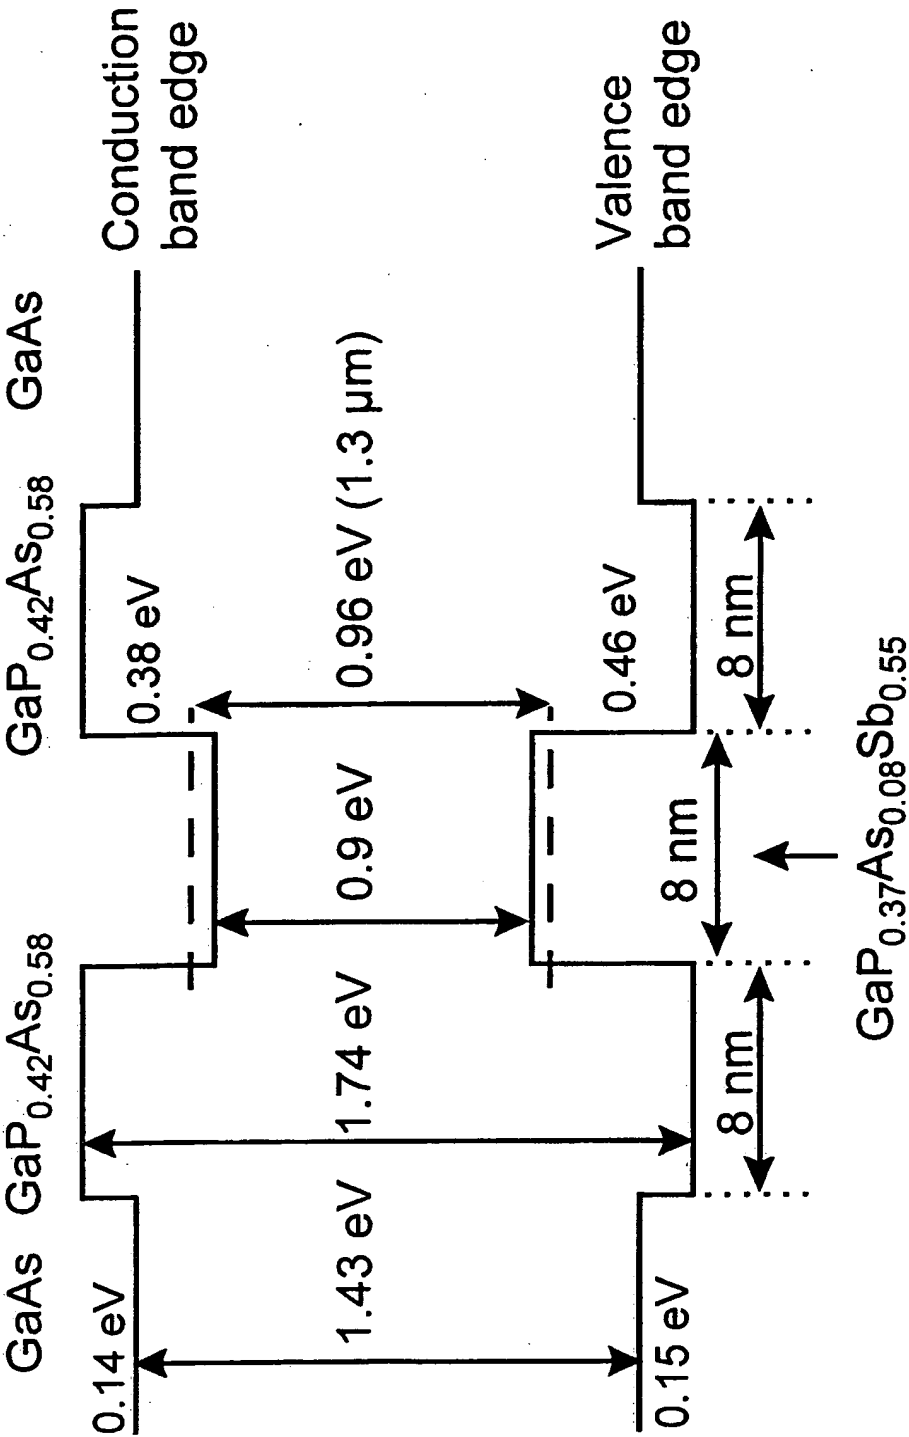 GaAs
GaP0.42As0.58
GaP0.42As0.58
GaAs
0.14 eV
0.38 eV
Conduction
band edge
1.43 eV
1.74 eV
0.9 eV
0.96 eV (1.3 µm)
0.15 eV
0.46 eV
Valence
band edge
8 nm
8 nm
8 nm
GaP0.37As0.08Sb0.55